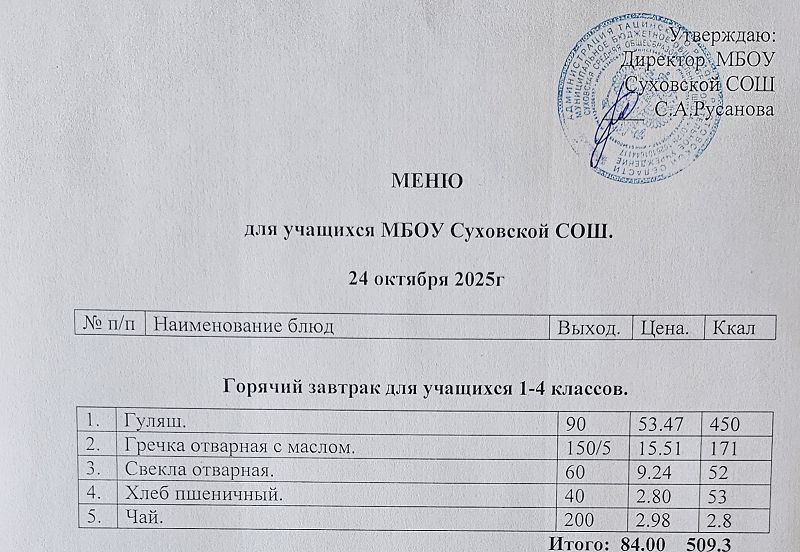 Утверждаю:
Директор МБОУ
Суховской СОШ
С.А.Русанова
МЕНЮ
для учащихся МБОУ Суховской СОШ.
24 октября 2025г
№ п/п Наименование блюд Выход. Цена. Ккал
Горячий завтрак для учащихся 1-4 классов.
1. Гуляш. 90 53.47 450
2. Гречка отварная с маслом. 150/5 15.51 171
3. Свекла отварная. 60 9.24 52
4. Хлеб пшеничный. 40 2.80 53
5. Чай. 200 2.98 2.8
Итого: 84.00 509.3